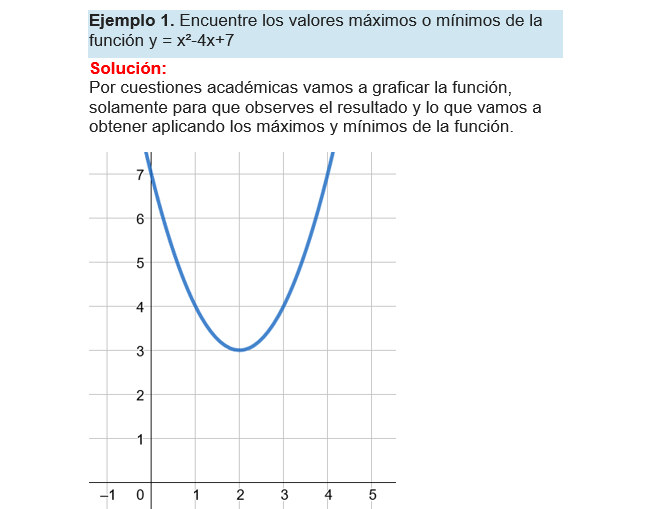 Ejemplo 1. Encuentre los valores máximos o mínimos de la
función y = x²-4x+7
Solución:
Por cuestiones académicas vamos a graficar la función,
solamente para que observes el resultado y lo que vamos a
obtener aplicando los máximos y mínimos de la función.
7
6
5
4
3
2
1
–1 0 1 2 3 4 5